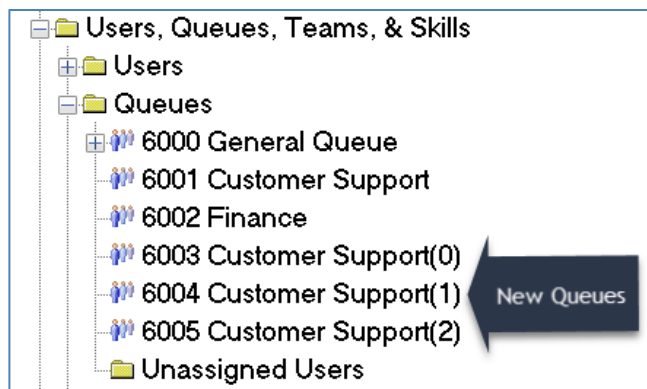 Users, Queues, Teams, & Skills
Users
Queues
6000 General Queue
6001 Customer Support
6002 Finance
6003 Customer Support(0)
6004 Customer Support(1)
New Queues
6005 Customer Support(2)
Unassigned Users